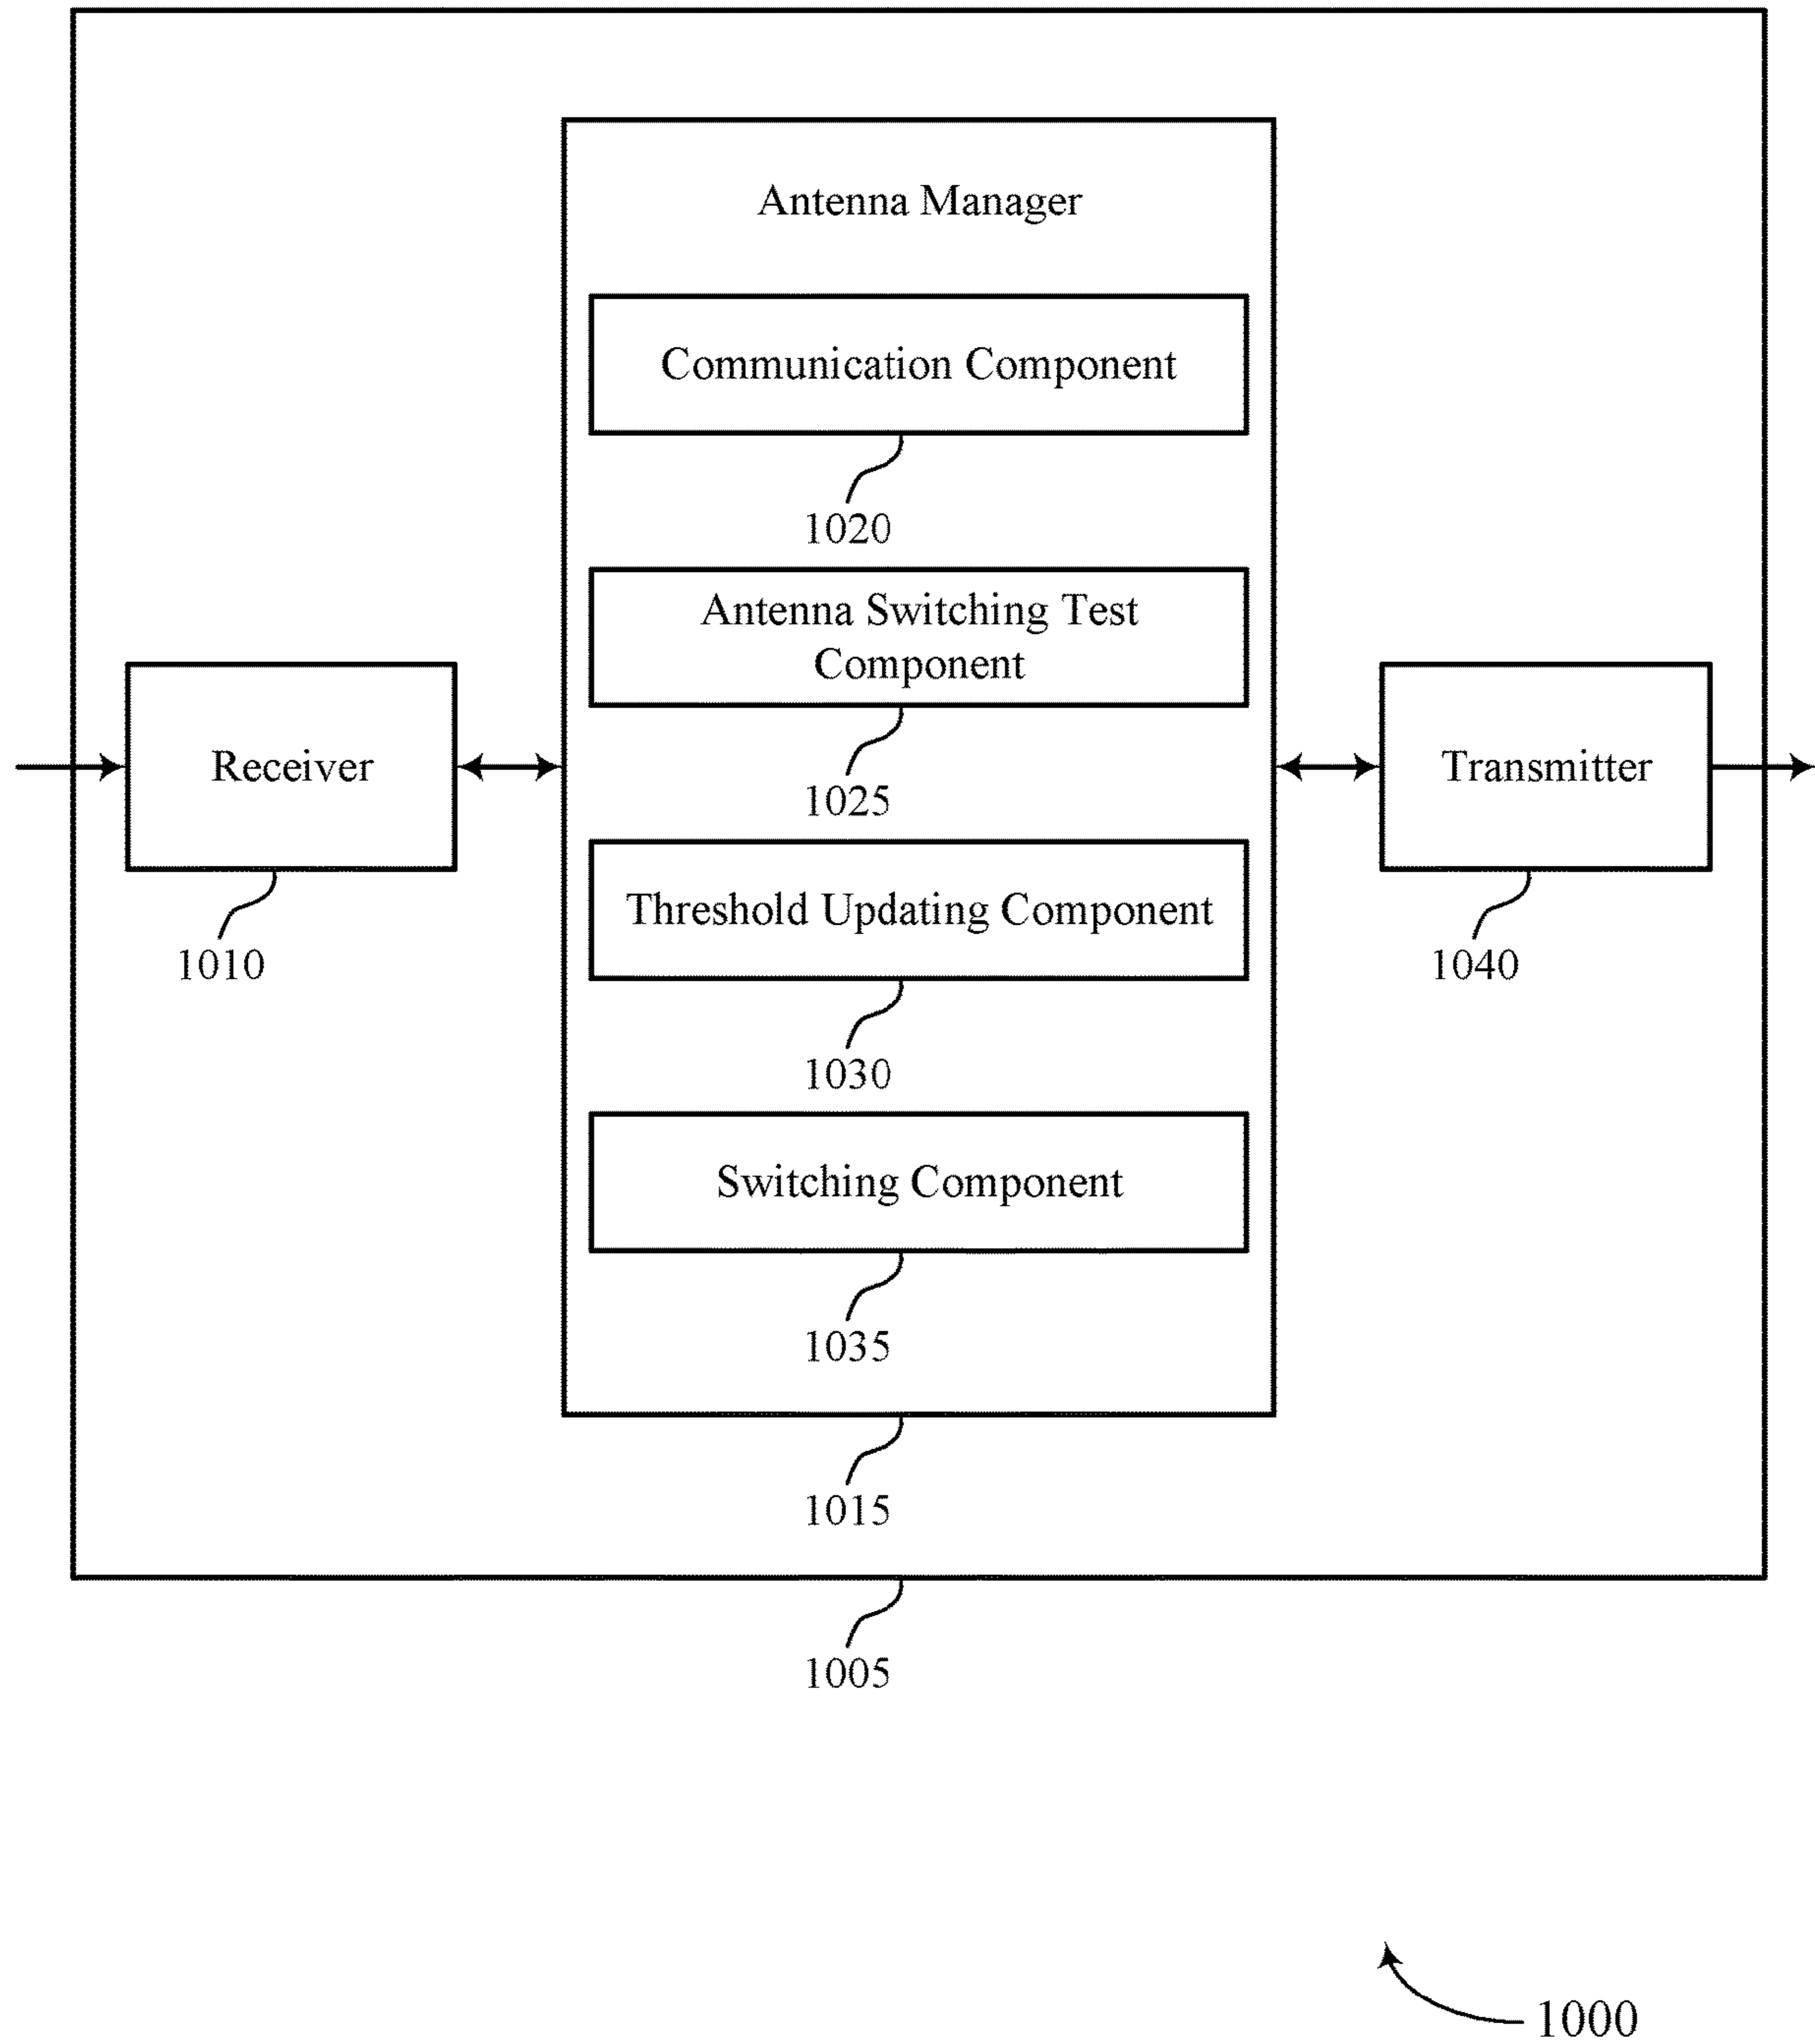 Antenna Manager
Communication Component
1020
Antenna Switching Test
Component
1025
Receiver
1010
Transmitter
1040
Threshold Updating Component
1030
Switching Component
1035
1015
1005
1000